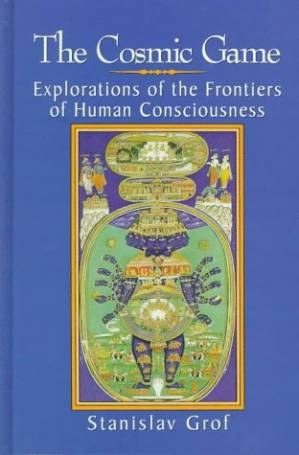 The Cosmic Game
Explorations of the Frontiers
of Human Consciousness
Stanislav Grof